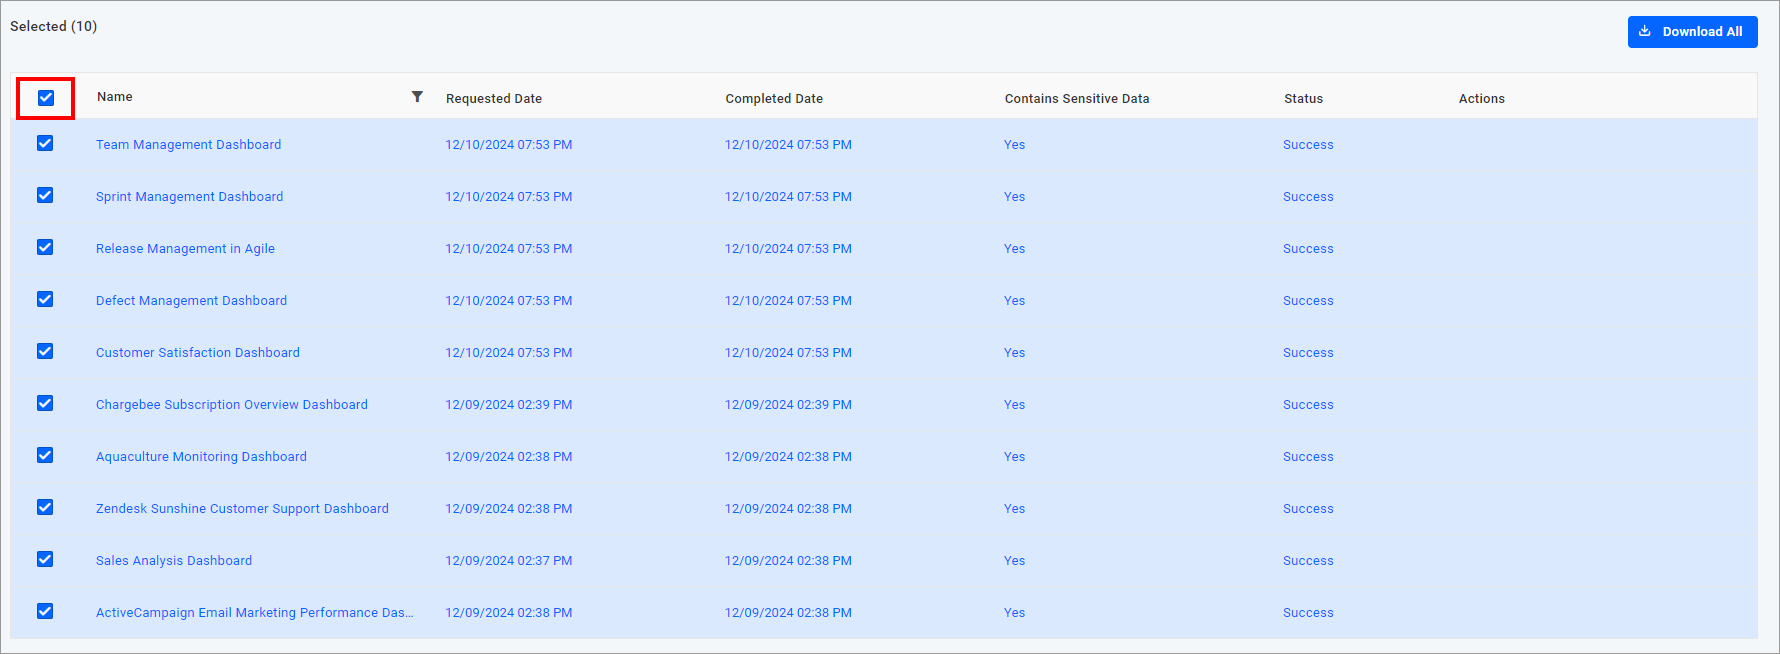 Selected (10)
Download All
Name Requested Date Completed Date Contains Sensitive Data Status Actions
Team Management Dashboard 12/10/2024 07:53 PM 12/10/2024 07:53 PM Yes Success
Sprint Management Dashboard 12/10/2024 07:53 PM 12/10/2024 07:53 PM Yes Success
Release Management in Agile 12/10/2024 07:53 PM 12/10/2024 07:53 PM Yes Success
Defect Management Dashboard 12/10/2024 07:53 PM 12/10/2024 07:53 PM Yes Success
Customer Satisfaction Dashboard 12/10/2024 07:53 PM 12/10/2024 07:53 PM Yes Success
Chargebee Subscription Overview Dashboard 12/09/2024 02:39 PM 12/09/2024 02:39 PM Yes Success
Aquaculture Monitoring Dashboard 12/09/2024 02:38 PM 12/09/2024 02:38 PM Yes Success
Zendesk Sunshine Customer Support Dashboard 12/09/2024 02:38 PM 12/09/2024 02:38 PM Yes Success
Sales Analysis Dashboard 12/09/2024 02:37 PM 12/09/2024 02:38 PM Yes Success
ActiveCampaign Email Marketing Performance Das... 12/09/2024 02:38 PM 12/09/2024 02:38 PM Yes Success